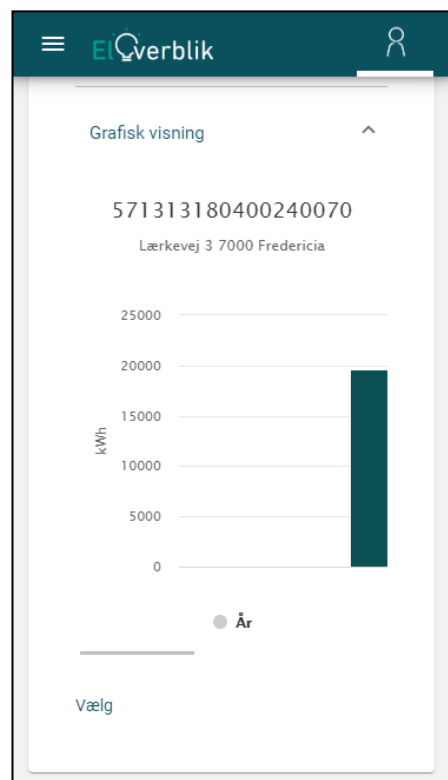 ElOverblik
Grafisk visning
571313180400240070
Lærkevej 3 7000 Fredericia
25000
20000
15000
10000
5000
0
kWh
År
Vælg